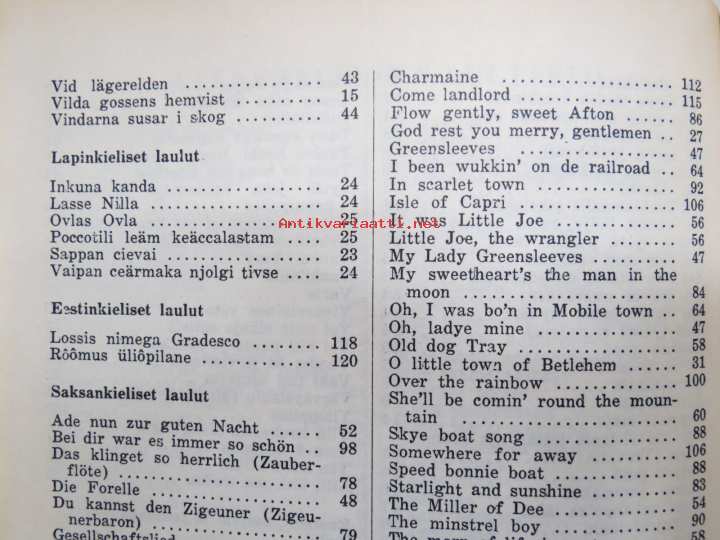 Vid lägerelden ................ 43
Vilda gossens hemvist ........... 15
Vindarna susar i skog ........... 44
Lapinkieliset laulut
Inkuna kanda .................. 24
Lasse Nilla .................... 24
Ovlas Ovla .................... 25
Poccotili leäm keäccalastam .... 25
Sappan cievai .................. 23
Vaipan ceärmaka njolgi tivse .... 24
Eestinkieliset laulut
Lossis nimega Gradesco ........ 118
Rôômus üliôpilane .............. 120
Saksankieliset laulut
Ade nun zur guten Nacht ...... 52
Bei dir war es immer so schön .. 98
Das klinget so herrlich (Zauber-
flöte) ........................ 78
Die Forelle .................... 48
Du kannst den Zigeuner (Zigeu-
nerbaron) .................... 79
Gesellschaftslied
Charmaine .................... 112
Come landlord .................. 115
Flow gently, sweet Afton ...... 86
God rest you merry, gentlemen .. 27
Greensleeves .................. 47
I been wukkin' on de railroad .. 64
In scarlet town ................ 92
Isle of Capri .................. 106
It was Little Joe .............. 56
Little Joe, the wrangler ........ 56
My Lady Greensleeves .......... 47
My sweetheart's the man in the
moon ........................ 84
Oh, I was bo'n in Mobile town .. 64
Oh, ladye mine ................ 47
Old dog Tray .................. 58
O little town of Betlehem ...... 31
Over the rainbow .............. 100
She'll be comin' round the moun-
tain ........................ 60
Skye boat song ................ 88
Somewhere for away .......... 106
Speed bonnie boat .............. 88
Starlight and sunshine .......... 83
The Miller of Dee .............. 54
The minstrel boy .............. 90
58
Antikvariaatti.net